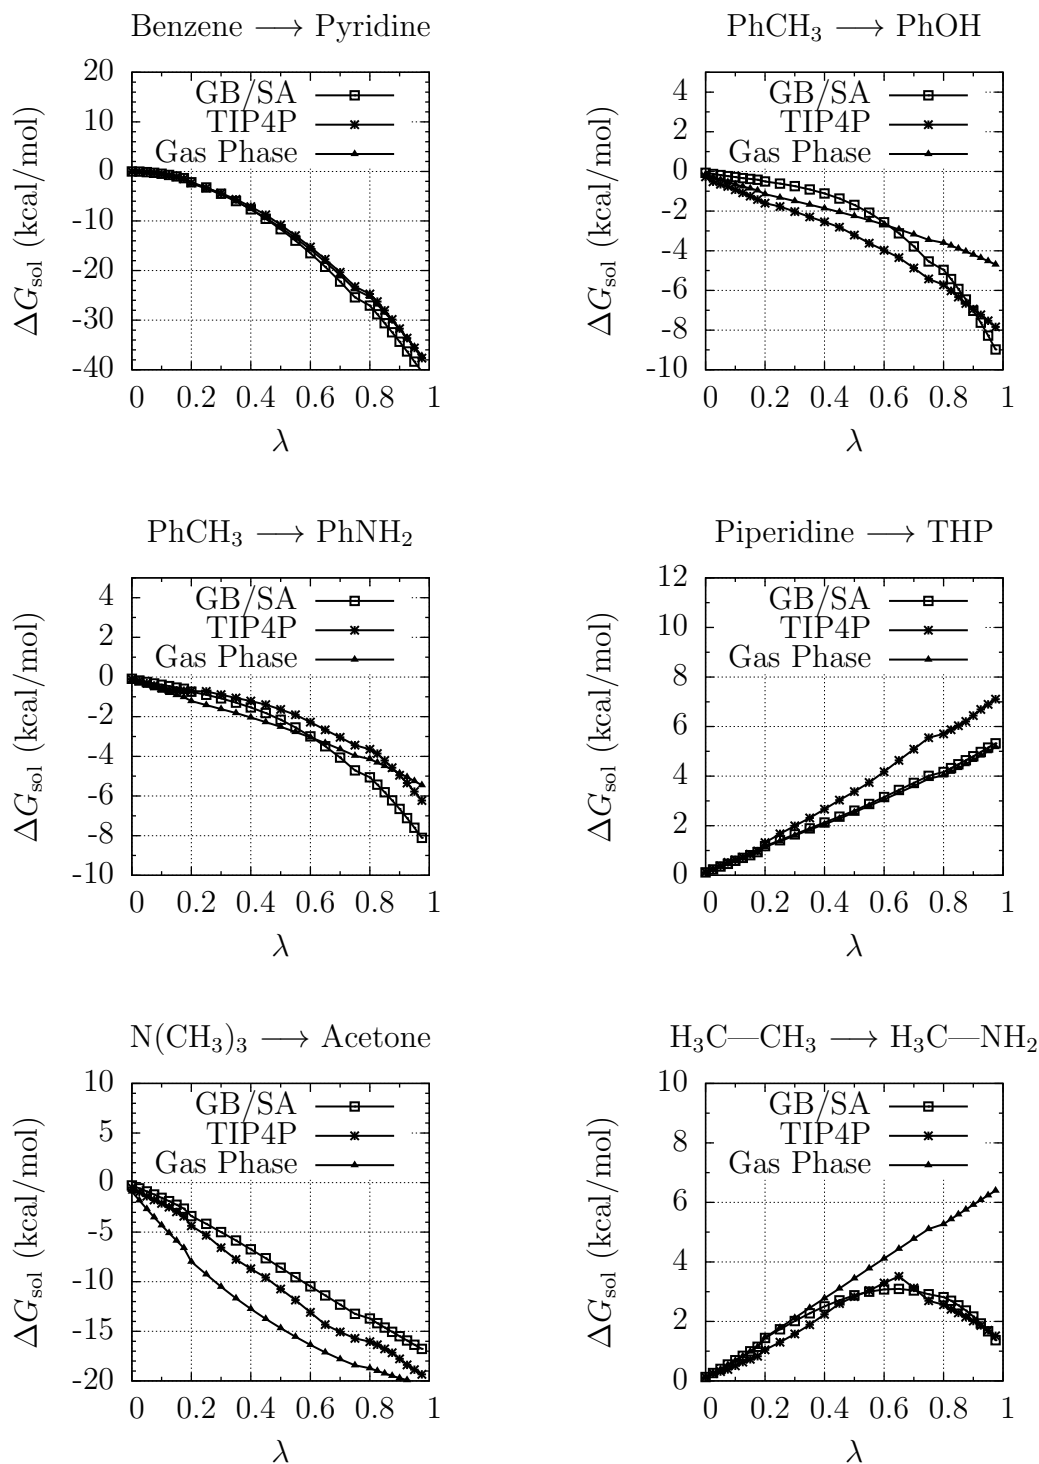 Benzene ⟶ Pyridine
ΔG_sol (kcal/mol)
20
10
0
-10
-20
-30
-40
GB/SA
TIP4P
Gas Phase
0 0.2 0.4 0.6 0.8 1
λ
PhCH₃ ⟶ PhOH
ΔG_sol (kcal/mol)
4
2
0
-2
-4
-6
-8
-10
GB/SA
TIP4P
Gas Phase
0 0.2 0.4 0.6 0.8 1
λ
PhCH₃ ⟶ PhNH₂
ΔG_sol (kcal/mol)
4
2
0
-2
-4
-6
-8
-10
GB/SA
TIP4P
Gas Phase
0 0.2 0.4 0.6 0.8 1
λ
Piperidine ⟶ THP
ΔG_sol (kcal/mol)
12
10
8
6
4
2
0
GB/SA
TIP4P
Gas Phase
0 0.2 0.4 0.6 0.8 1
λ
N(CH₃)₃ ⟶ Acetone
ΔG_sol (kcal/mol)
10
5
0
-5
-10
-15
-20
GB/SA
TIP4P
Gas Phase
0 0.2 0.4 0.6 0.8 1
λ
H₃C—CH₃ ⟶ H₃C—NH₂
ΔG_sol (kcal/mol)
10
8
6
4
2
0
GB/SA
TIP4P
Gas Phase
0 0.2 0.4 0.6 0.8 1
λ